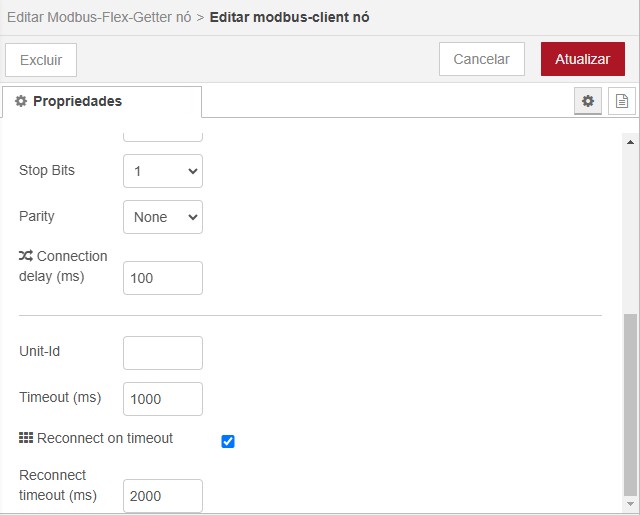 Editar Modbus-Flex-Getter nó > Editar modbus-client nó
Excluir
Cancelar
Atualizar
Propriedades
Stop Bits
1
Parity
None
Connection
delay (ms)
100
Unit-Id
Timeout (ms)
1000
Reconnect on timeout
Reconnect
timeout (ms)
2000